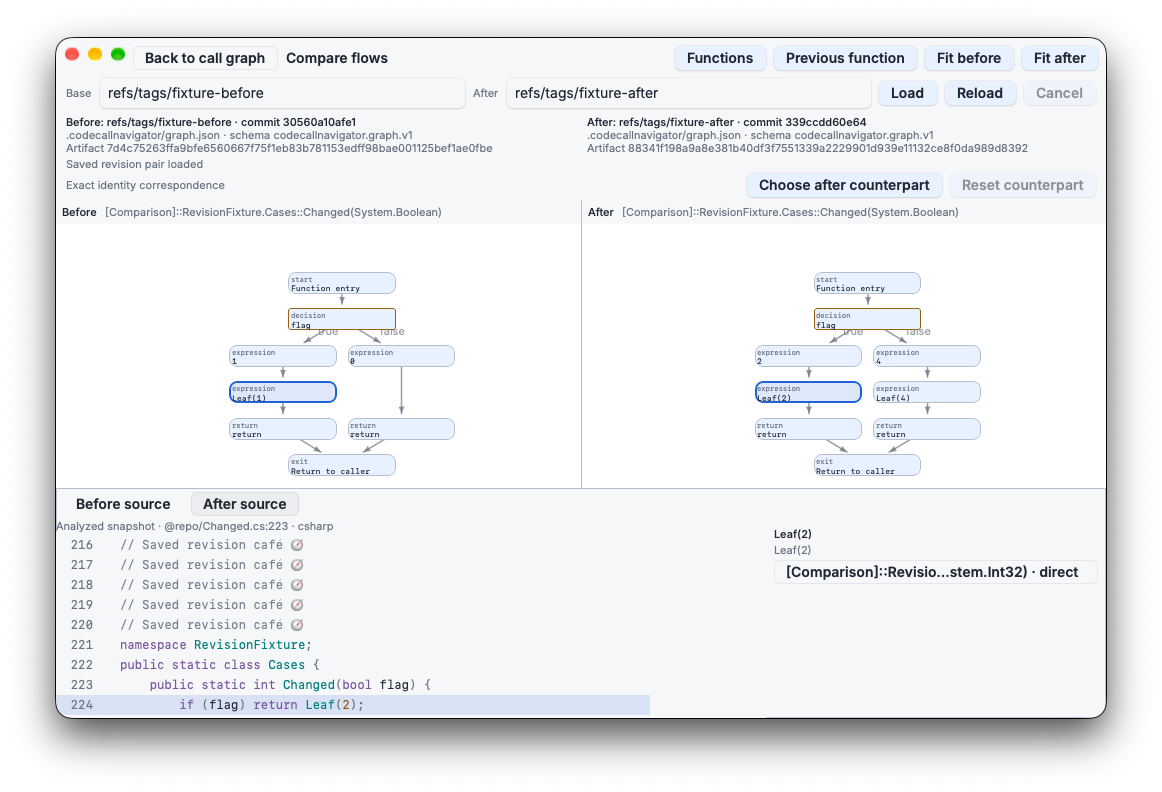 Back to call graph Compare flows Functions Previous function Fit before Fit after
Base refs/tags/fixture-before After refs/tags/fixture-after Load Reload Cancel
Before: refs/tags/fixture-before · commit 30560a10afe1
.codecallnavigator/graph.json · schema codecallnavigator.graph.v1
Artifact 7d4c75263ffa9bfe6560667f75f1eb83b781153edff98bae001125bef1ae0fbe
After: refs/tags/fixture-after · commit 339ccdd60e64
.codecallnavigator/graph.json · schema codecallnavigator.graph.v1
Artifact 88341f198a9a8e381b40df3f7551339a2229901d939e11132ce8f0da989d8392
Saved revision pair loaded
Exact identity correspondence Choose after counterpart Reset counterpart
Before [Comparison]::RevisionFixture.Cases::Changed(System.Boolean)
start
Function entry
decision
flag
true false
expression
1
expression
0
expression
Leaf(1)
return
return
return
return
exit
Return to caller
After [Comparison]::RevisionFixture.Cases::Changed(System.Boolean)
start
Function entry
decision
flag
true false
expression
2
expression
4
expression
Leaf(2)
expression
Leaf(4)
return
return
return
return
exit
Return to caller
Before source After source
Analyzed snapshot · @repo/Changed.cs:223 · csharp
216 // Saved revision café 🧭
217 // Saved revision café 🧭
218 // Saved revision café 🧭
219 // Saved revision café 🧭
220 // Saved revision café 🧭
221 namespace RevisionFixture;
222 public static class Cases {
223 public static int Changed(bool flag) {
224 if (flag) return Leaf(2);
Leaf(2)
Leaf(2)
[Comparison]::Revisio...stem.Int32) · direct